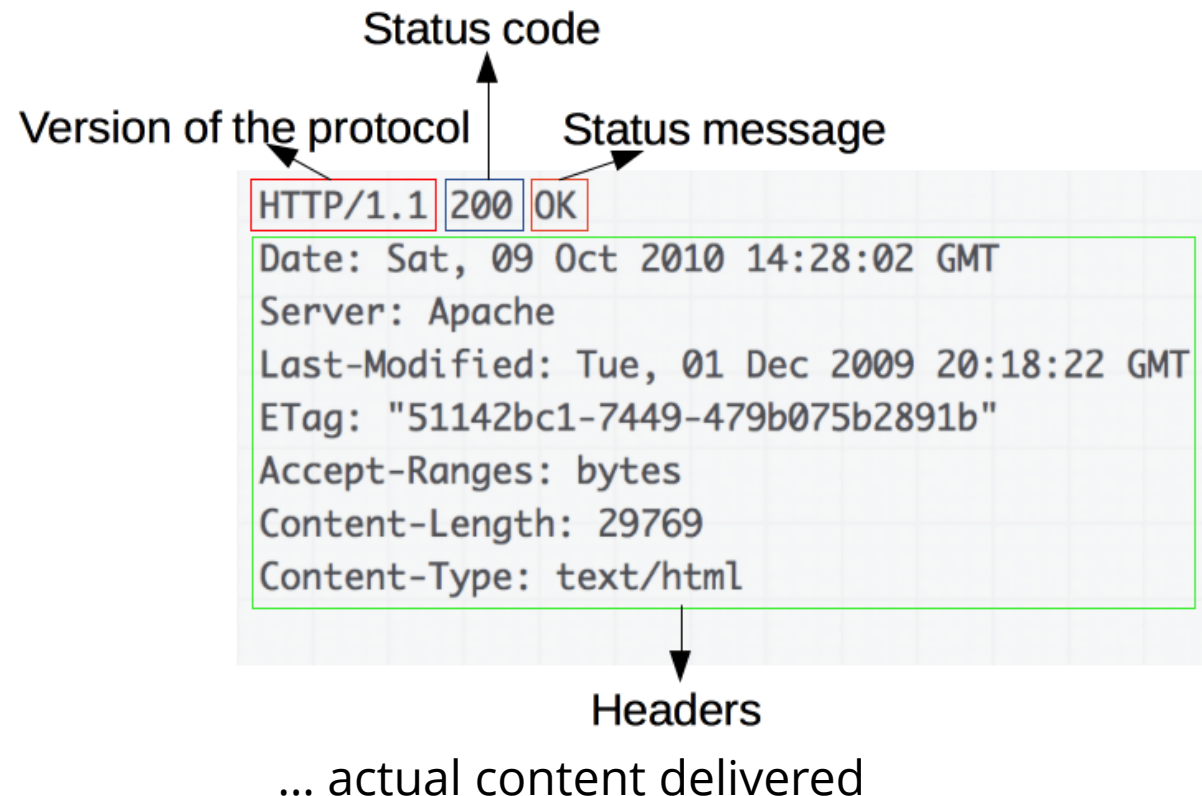 Status code
Version of the protocol
Status message
HTTP/1.1 200 OK
Date: Sat, 09 Oct 2010 14:28:02 GMT
Server: Apache
Last-Modified: Tue, 01 Dec 2009 20:18:22 GMT
ETag: "51142bc1-7449-479b075b2891b"
Accept-Ranges: bytes
Content-Length: 29769
Content-Type: text/html
Headers
... actual content delivered